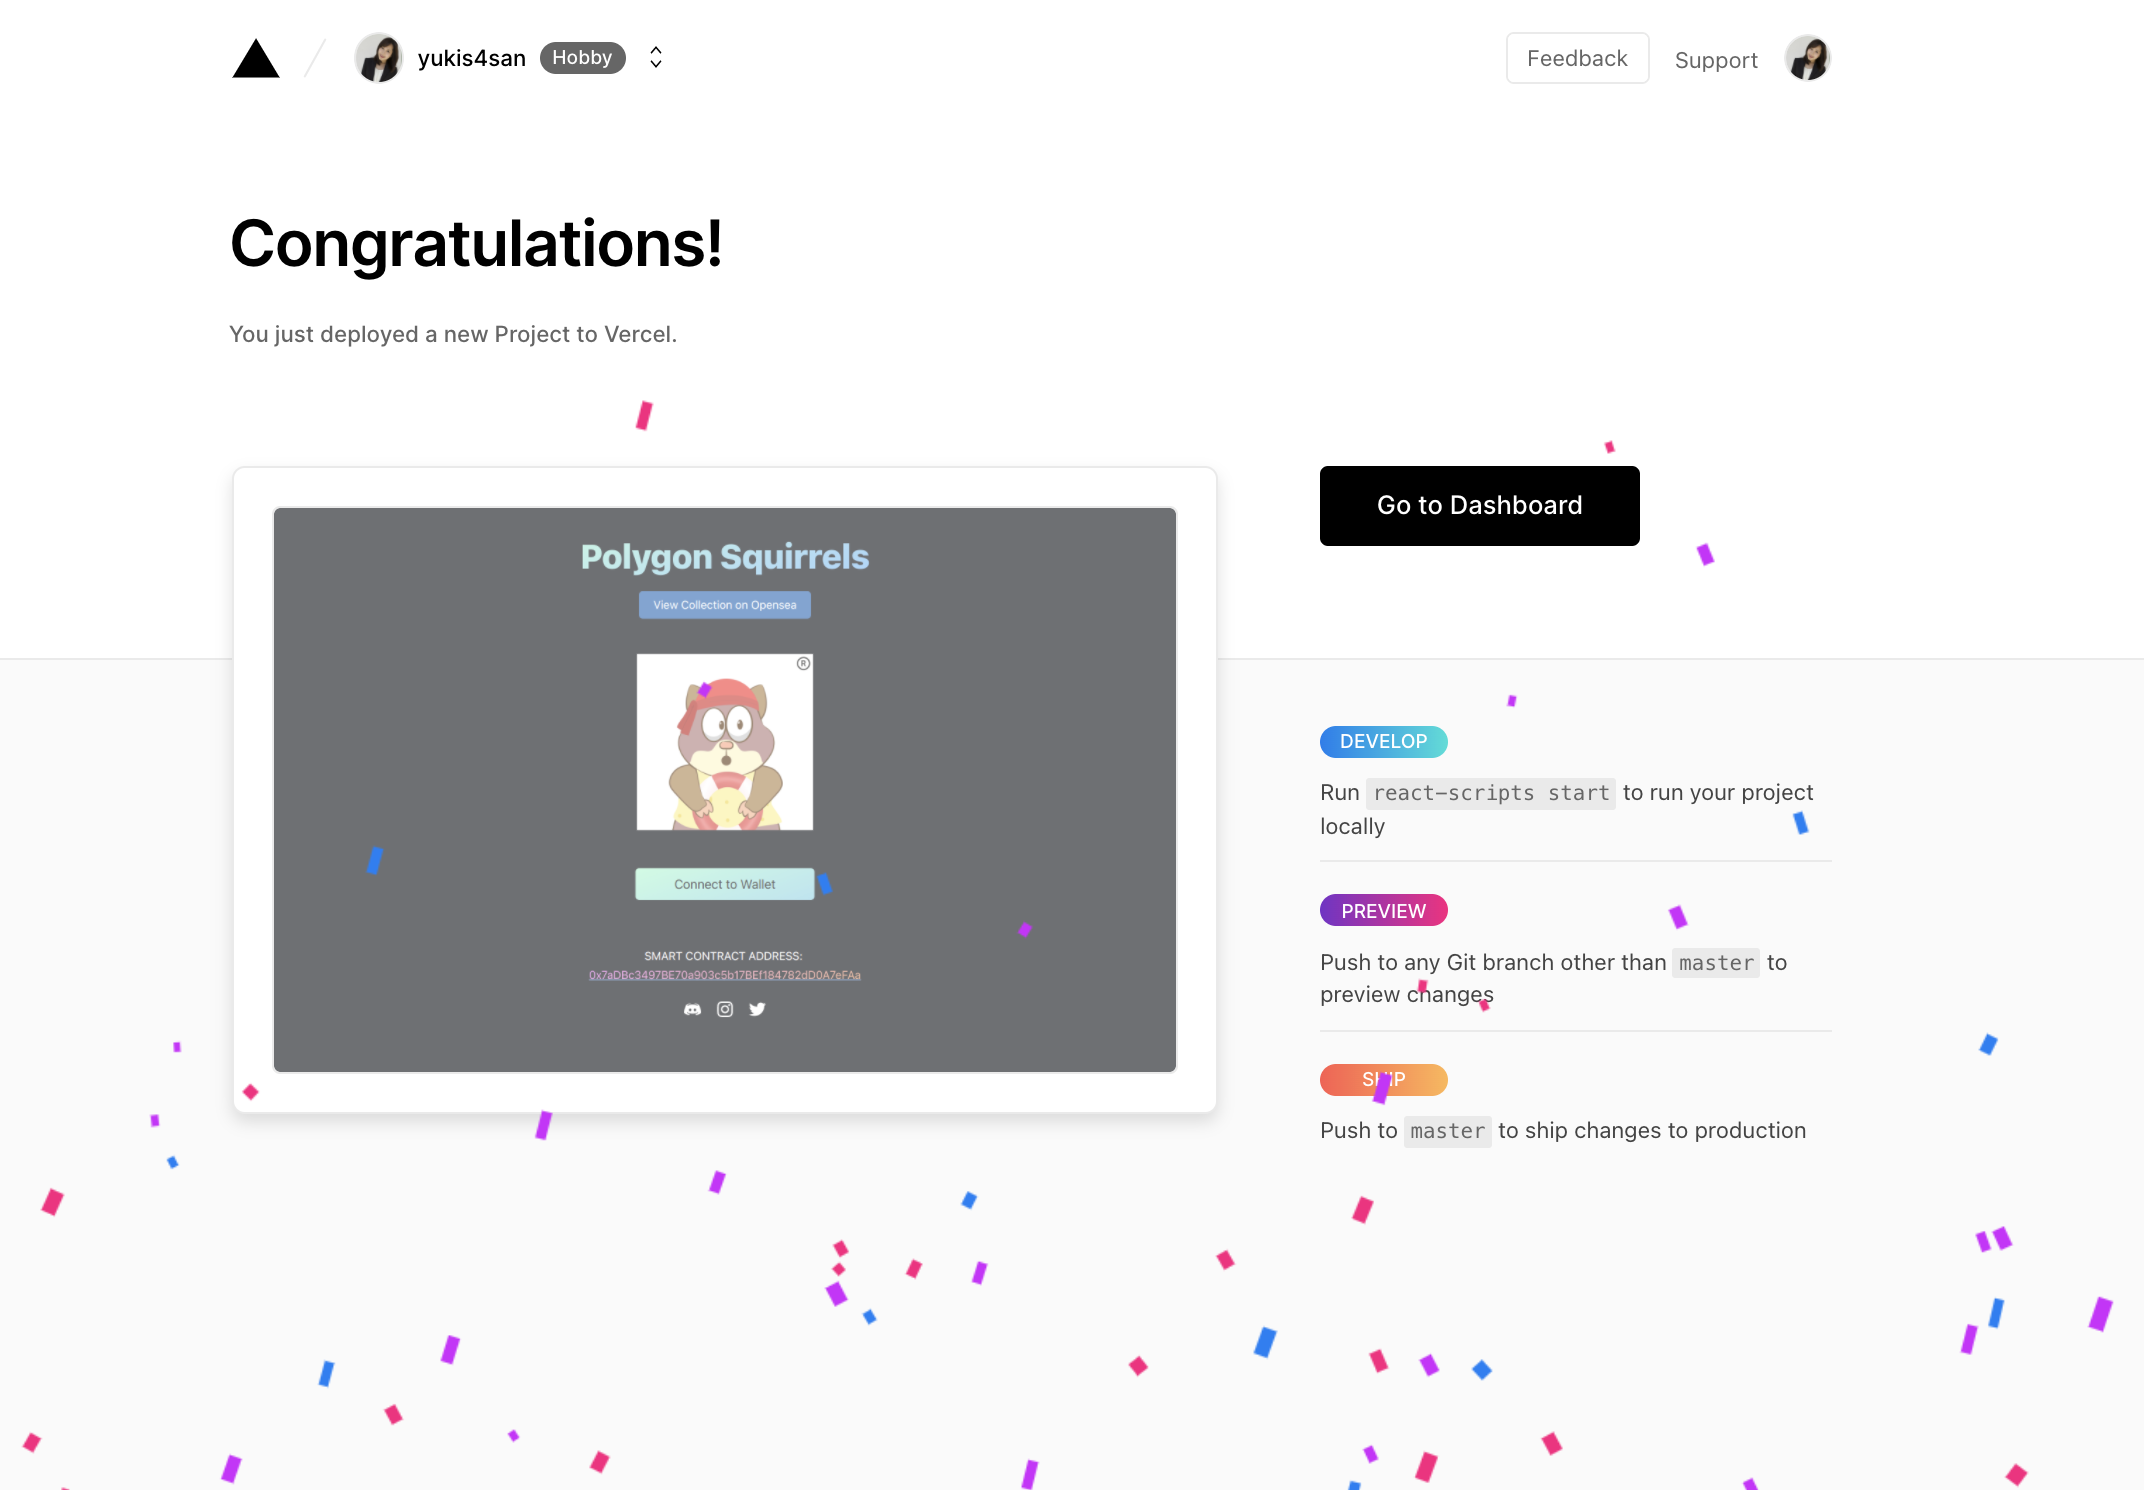 yukis4san Hobby
Feedback Support
Congratulations!
You just deployed a new Project to Vercel.
Go to Dashboard
Polygon Squirrels
View Collection on Opensea
®
Connect to Wallet
SMART CONTRACT ADDRESS:
0x7aDBc3497BE70a903c5b17BEf184782dD0A7eFAa
DEVELOP
Run react-scripts start to run your project
locally
PREVIEW
Push to any Git branch other than master to
preview changes
SHIP
Push to master to ship changes to production